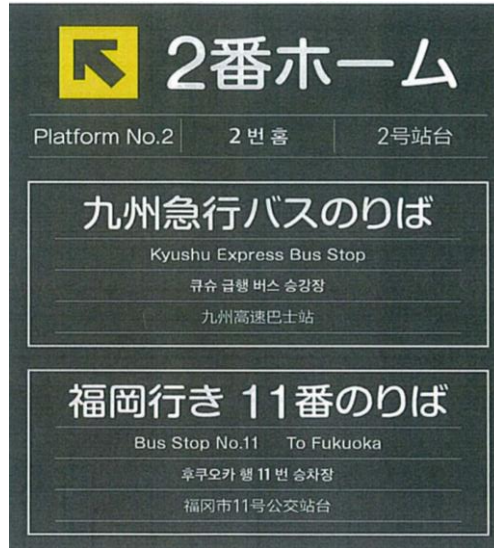 2番ホーム
Platform No.2 2번 홈 2号站台
九州急行バスのりば
Kyushu Express Bus Stop
큐슈 급행 버스 승강장
九州高速巴士站
福岡行き 11番のりば
Bus Stop No.11 To Fukuoka
후쿠오카 행 11 번 승차장
福冈市11号公交站台